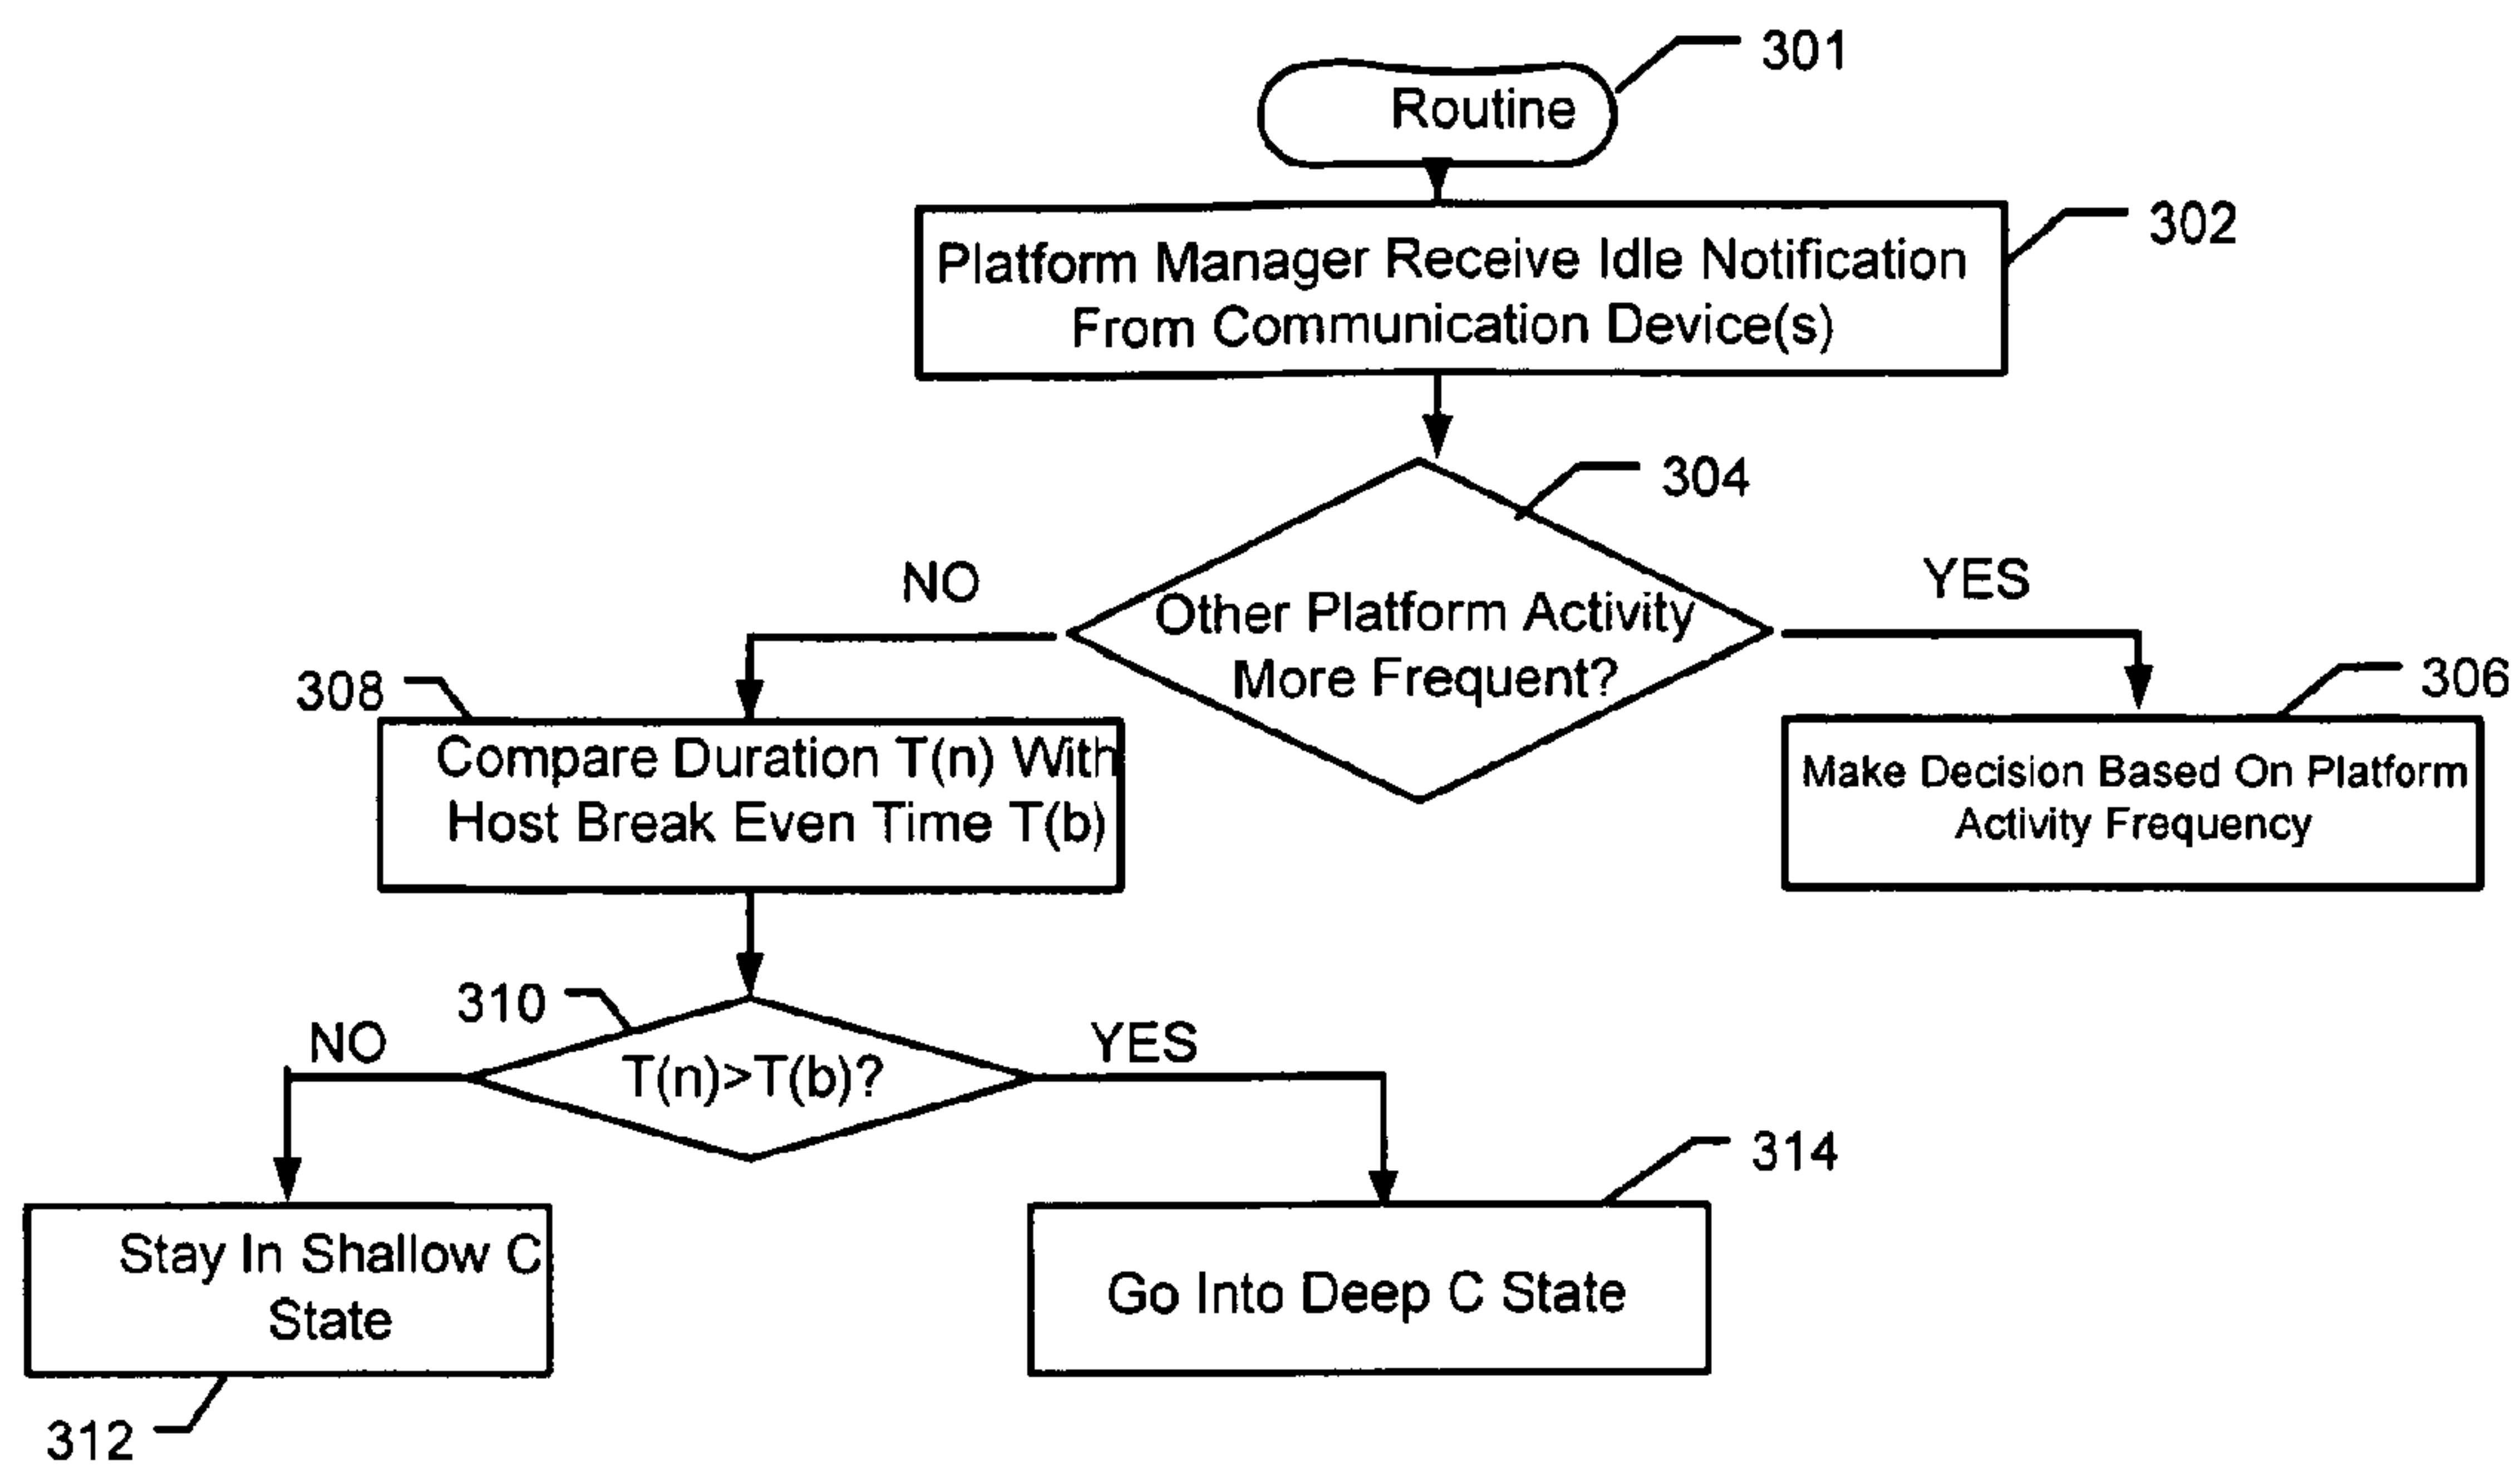 301
Routine
302
Platform Manager Receive Idle Notification
From Communication Device(s)
304
NO
YES
Other Platform Activity
More Frequent?
308
306
Compare Duration T(n) With
Host Break Even Time T(b)
Make Decision Based On Platform
Activity Frequency
310
NO
YES
T(n)>T(b)?
314
Stay In Shallow C
State
Go Into Deep C State
312